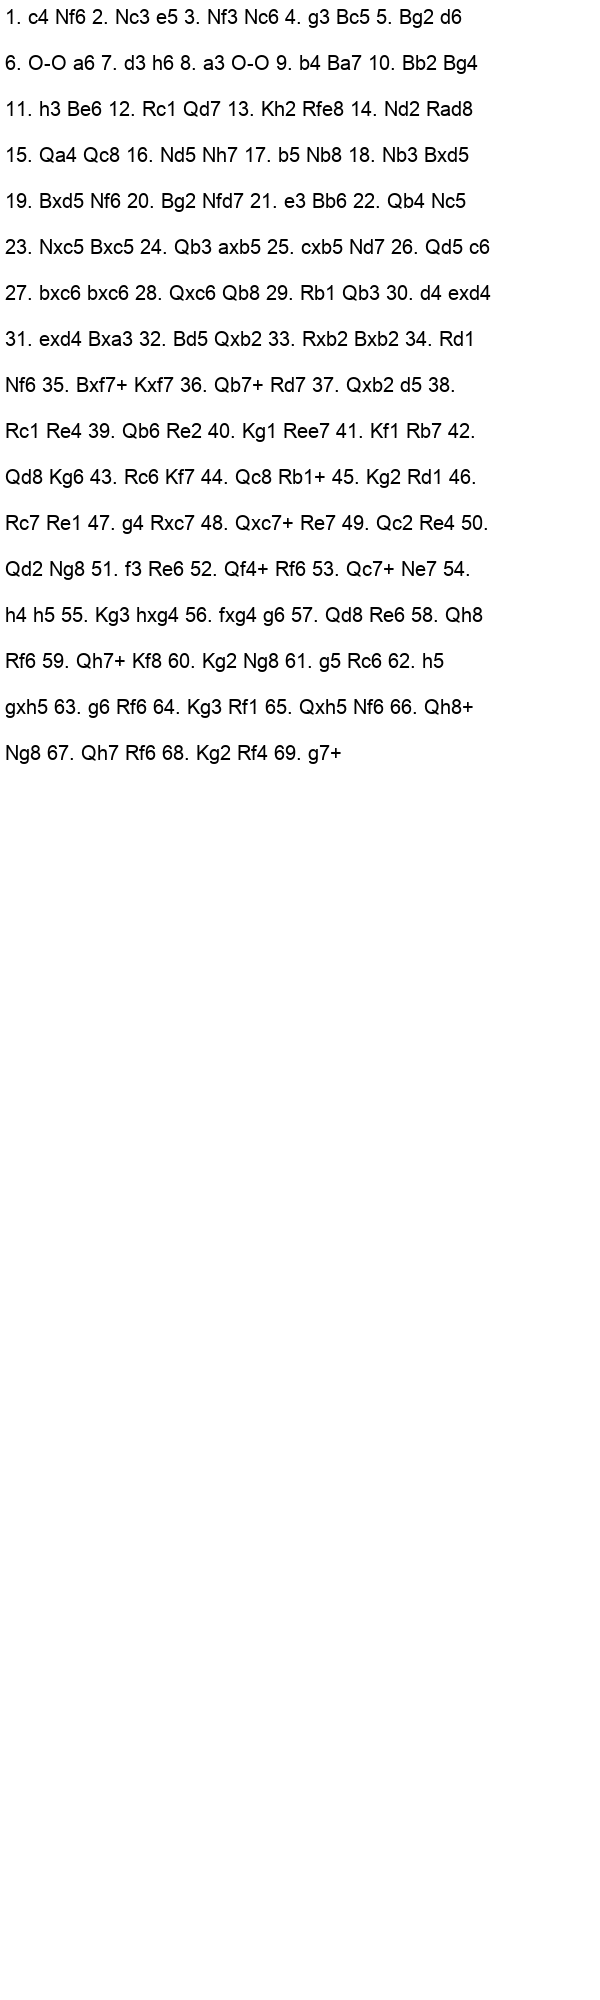 1. c4 Nf6 2. Nc3 e5 3. Nf3 Nc6 4. g3 Bc5 5. Bg2 d6
6. O-O a6 7. d3 h6 8. a3 O-O 9. b4 Ba7 10. Bb2 Bg4
11. h3 Be6 12. Rc1 Qd7 13. Kh2 Rfe8 14. Nd2 Rad8
15. Qa4 Qc8 16. Nd5 Nh7 17. b5 Nb8 18. Nb3 Bxd5
19. Bxd5 Nf6 20. Bg2 Nfd7 21. e3 Bb6 22. Qb4 Nc5
23. Nxc5 Bxc5 24. Qb3 axb5 25. cxb5 Nd7 26. Qd5 c6
27. bxc6 bxc6 28. Qxc6 Qb8 29. Rb1 Qb3 30. d4 exd4
31. exd4 Bxa3 32. Bd5 Qxb2 33. Rxb2 Bxb2 34. Rd1
Nf6 35. Bxf7+ Kxf7 36. Qb7+ Rd7 37. Qxb2 d5 38.
Rc1 Re4 39. Qb6 Re2 40. Kg1 Ree7 41. Kf1 Rb7 42.
Qd8 Kg6 43. Rc6 Kf7 44. Qc8 Rb1+ 45. Kg2 Rd1 46.
Rc7 Re1 47. g4 Rxc7 48. Qxc7+ Re7 49. Qc2 Re4 50.
Qd2 Ng8 51. f3 Re6 52. Qf4+ Rf6 53. Qc7+ Ne7 54.
h4 h5 55. Kg3 hxg4 56. fxg4 g6 57. Qd8 Re6 58. Qh8
Rf6 59. Qh7+ Kf8 60. Kg2 Ng8 61. g5 Rc6 62. h5
gxh5 63. g6 Rf6 64. Kg3 Rf1 65. Qxh5 Nf6 66. Qh8+
Ng8 67. Qh7 Rf6 68. Kg2 Rf4 69. g7+